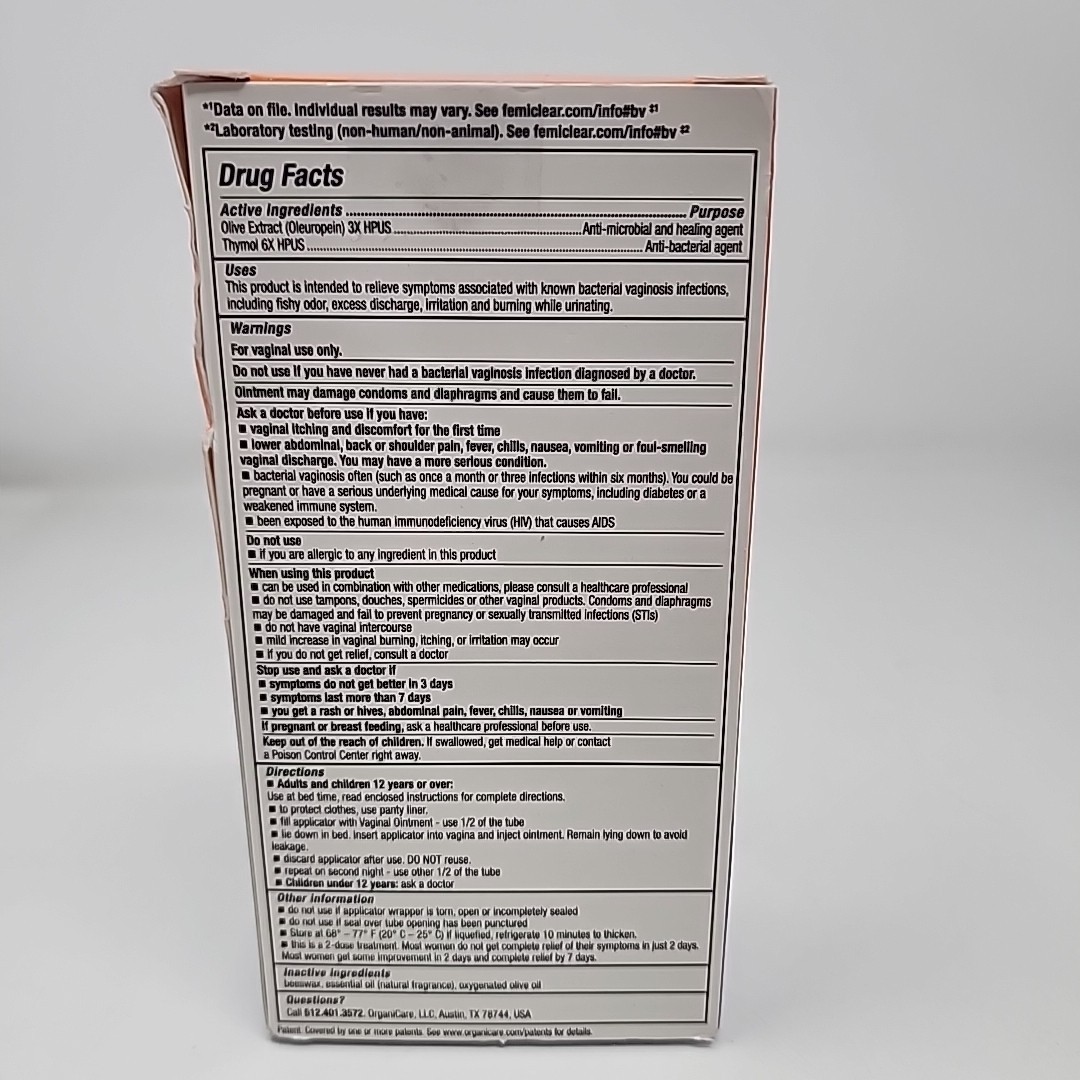 *¹Data on file. Individual results may vary. See femiclear.com/info#bv ‡1
*²Laboratory testing (non-human/non-animal). See femiclear.com/info#bv ‡2
Drug Facts
Active Ingredients ........ Purpose
Olive Extract (Oleuropein) 3X HPUS ........ Anti-microbial and healing agent
Thymol 6X HPUS ........ Anti-bacterial agent
Uses
This product is intended to relieve symptoms associated with known bacterial vaginosis infections,
including fishy odor, excess discharge, irritation and burning while urinating.
Warnings
For vaginal use only.
Do not use if you have never had a bacterial vaginosis infection diagnosed by a doctor.
Ointment may damage condoms and diaphragms and cause them to fail.
Ask a doctor before use if you have:
■ vaginal itching and discomfort for the first time
■ lower abdominal, back or shoulder pain, fever, chills, nausea, vomiting or foul-smelling
vaginal discharge. You may have a more serious condition.
■ bacterial vaginosis often (such as once a month or three infections within six months). You could be
pregnant or have a serious underlying medical cause for your symptoms, including diabetes or a
weakened immune system.
■ been exposed to the human immunodeficiency virus (HIV) that causes AIDS
Do not use
■ if you are allergic to any ingredient in this product
When using this product
■ can be used in combination with other medications, please consult a healthcare professional
■ do not use tampons, douches, spermicides or other vaginal products. Condoms and diaphragms
may be damaged and fail to prevent pregnancy or sexually transmitted infections (STIs)
■ do not have vaginal intercourse
■ mild increase in vaginal burning, itching, or irritation may occur
■ if you do not get relief, consult a doctor
Stop use and ask a doctor if
■ symptoms do not get better in 3 days
■ symptoms last more than 7 days
■ you get a rash or hives, abdominal pain, fever, chills, nausea or vomiting
If pregnant or breast feeding, ask a healthcare professional before use.
Keep out of the reach of children. If swallowed, get medical help or contact
a Poison Control Center right away.
Directions
■ Adults and children 12 years or over:
Use at bed time, read enclosed instructions for complete directions.
■ to protect clothes, use panty liner.
■ fill applicator with Vaginal Ointment - use 1/2 of the tube
■ lie down in bed. Insert applicator into vagina and inject ointment. Remain lying down to avoid
leakage.
■ discard applicator after use. DO NOT reuse.
■ repeat on second night - use other 1/2 of the tube
■ Children under 12 years: ask a doctor
Other information
■ do not use if applicator wrapper is torn, open or incompletely sealed
■ do not use if seal over tube opening has been punctured
■ Store at 68° – 77° F (20° C – 25° C) If liquefied, refrigerate 10 minutes to thicken.
■ this is a 2-dose treatment. Most women do not get complete relief of their symptoms in just 2 days.
Most women get some improvement in 2 days and complete relief by 7 days.
Inactive ingredients
beeswax, essential oil (natural fragrance), oxygenated olive oil
Questions?
Call 512.401.3572. OrganiCare, LLC, Austin, TX 78744, USA
Patent. Covered by one or more patents. See www.organicare.com/patents for details.